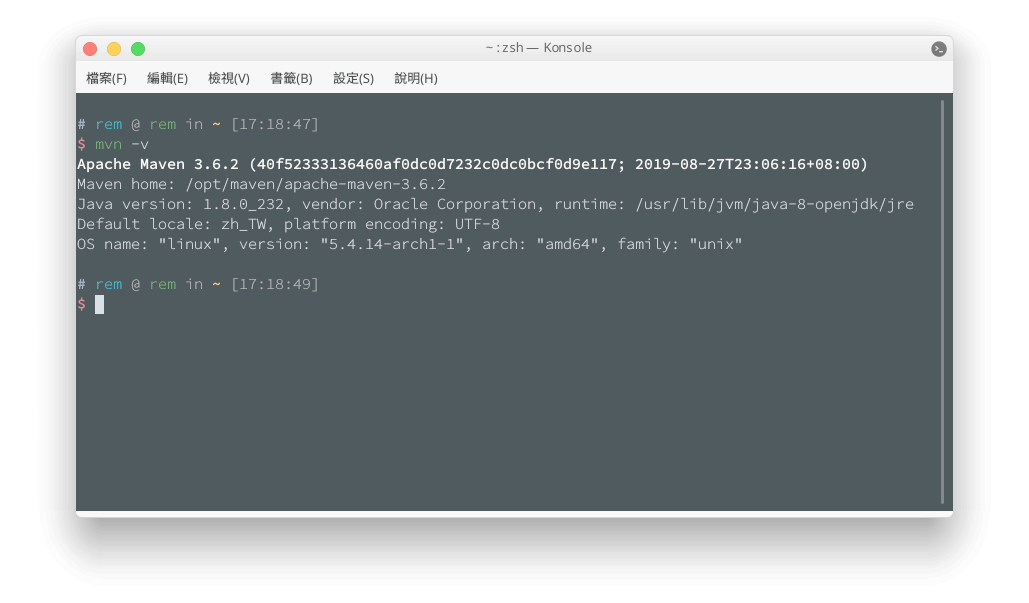 ~ : zsh — Konsole
檔案(F) 編輯(E) 檢視(V) 書籤(B) 設定(S) 說明(H)
# rem @ rem in ~ [17:18:47]
$ mvn -v
Apache Maven 3.6.2 (40f52333136460af0dc0d7232c0dc0bcf0d9e117; 2019-08-27T23:06:16+08:00)
Maven home: /opt/maven/apache-maven-3.6.2
Java version: 1.8.0_232, vendor: Oracle Corporation, runtime: /usr/lib/jvm/java-8-openjdk/jre
Default locale: zh_TW, platform encoding: UTF-8
OS name: "linux", version: "5.4.14-arch1-1", arch: "amd64", family: "unix"
# rem @ rem in ~ [17:18:49]
$